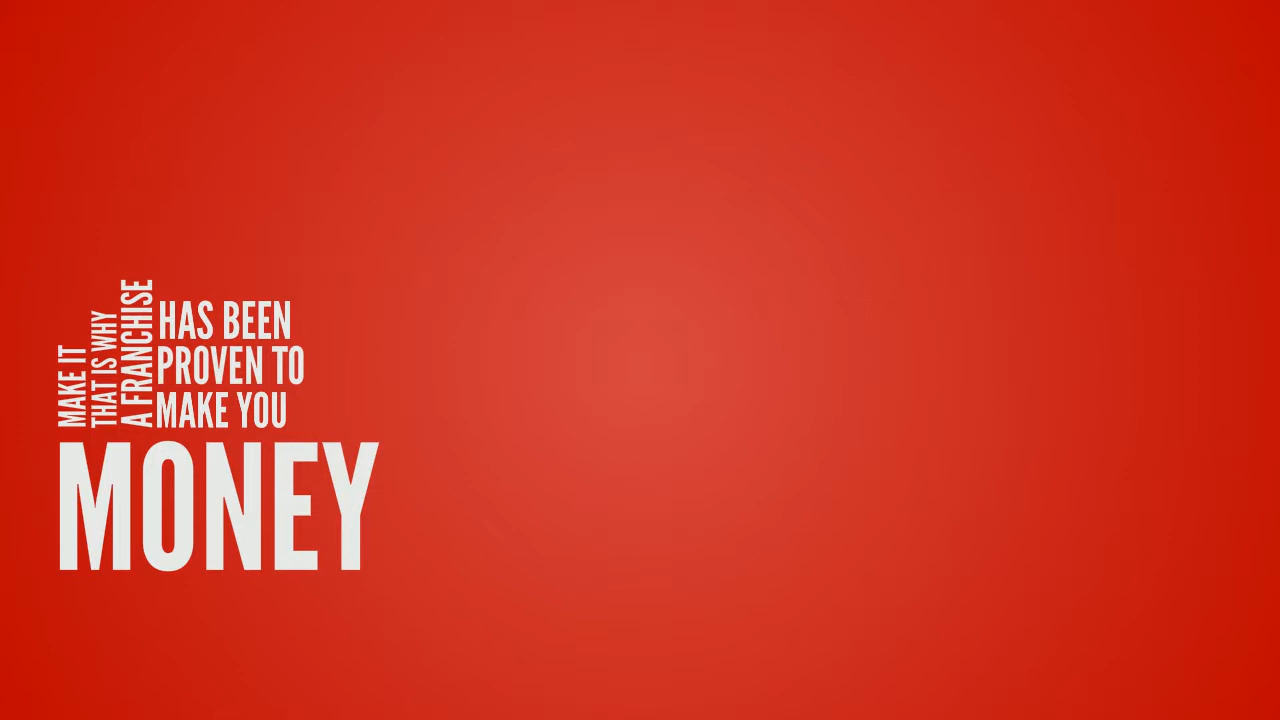 MAKE IT
THAT IS WHY
A FRANCHISE
HAS BEEN
PROVEN TO
MAKE YOU
MONEY